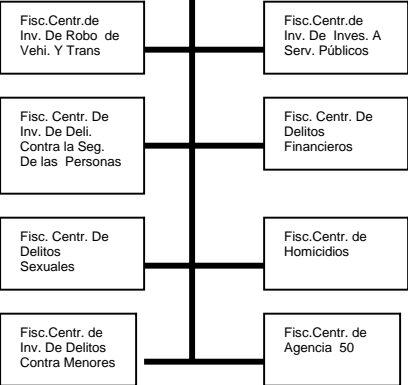 Fisc.Centr.de
Inv. De Robo de
Vehi. Y Trans
Fisc.Centr.de
Inv. De Inves. A
Serv. Públicos
Fisc. Centr. De
Inv. De Deli.
Contra la Seg.
De las Personas
Fisc. Centr. De
Delitos
Financieros
Fisc. Centr. De
Delitos
Sexuales
Fisc.Centr. de
Homicidios
Fisc.Centr. de
Inv. De Delitos
Contra Menores
Fisc.Centr. de
Agencia 50